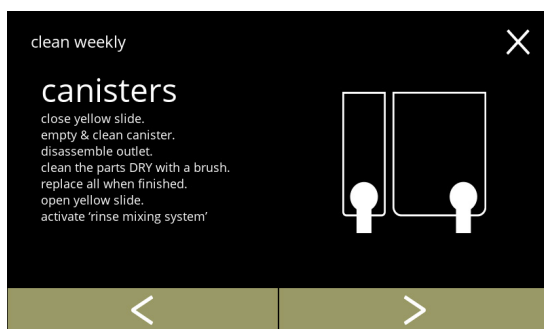 clean weekly
canisters
close yellow slide.
empty & clean canister.
disassemble outlet.
clean the parts DRY with a brush.
replace all when finished.
open yellow slide.
activate ‘rinse mixing system’